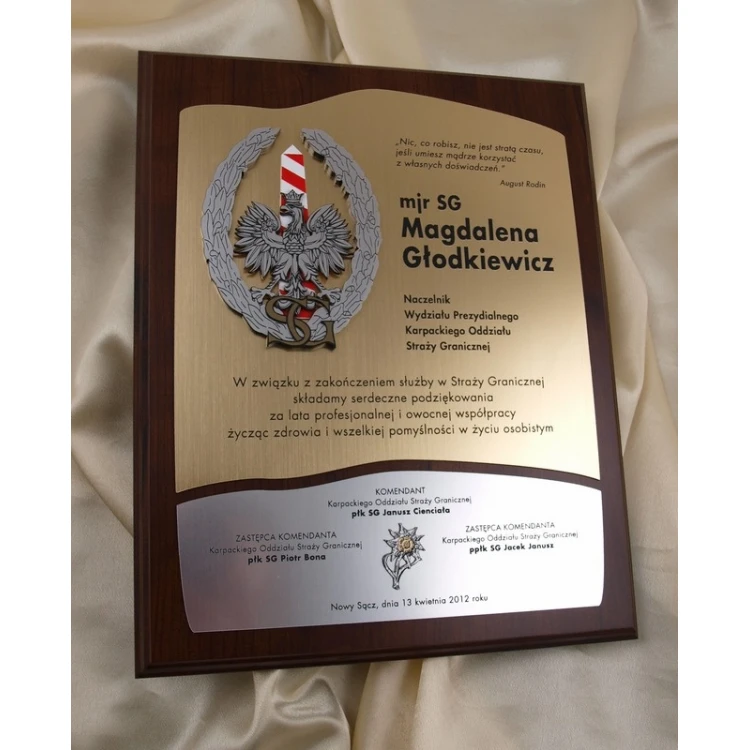 „Nic, co robisz, nie jest stratą czasu,
jeśli umiesz mądrze korzystać
z własnych doświadczeń."
August Rodin
mjr SG
Magdalena
Głodkiewicz
Naczelnik
Wydziału Prezydialnego
Karpackiego Oddziału
Straży Granicznej
SG
W związku z zakończeniem służby w Straży Granicznej
składamy serdeczne podziękowania
za lata profesjonalnej i owocnej współpracy
życząc zdrowia i wszelkiej pomyślności w życiu osobistym
KOMENDANT
Karpackiego Oddziału Straży Granicznej
płk SG Janusz Cienciała
ZASTĘPCA KOMENDANTA
Karpackiego Oddziału Straży Granicznej
płk SG Piotr Bona
ZASTĘPCA KOMENDANTA
Karpackiego Oddziału Straży Granicznej
ppłk SG Jacek Janusz
Nowy Sącz, dnia 13 kwietnia 2012 roku